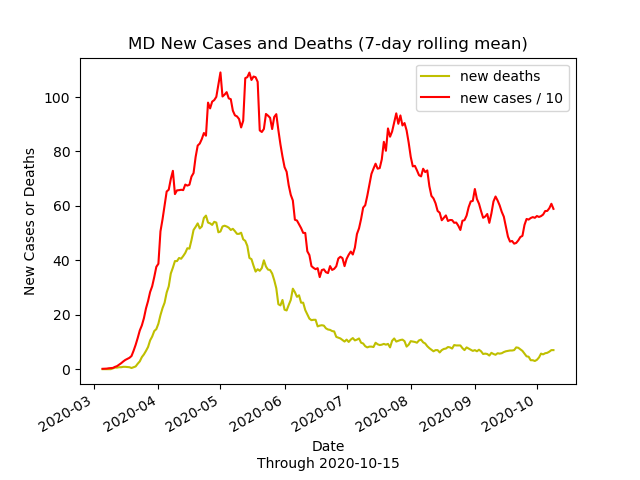 MD New Cases and Deaths (7-day rolling mean)
new deaths
new cases / 10
New Cases or Deaths
100
80
60
40
20
0
2020-03
2020-04
2020-05
2020-06
2020-07
2020-08
2020-09
2020-10
Date
Through 2020-10-15